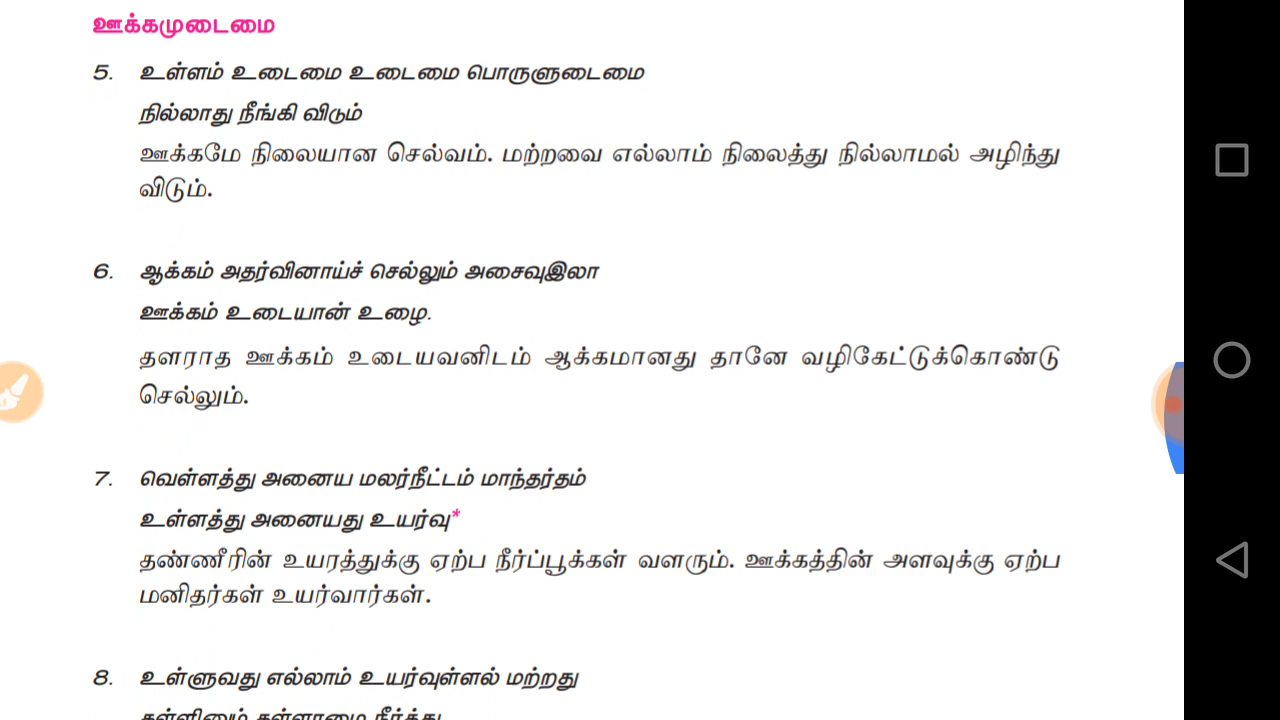 ஊக்கமுடைமை
5. உள்ளம் உடைமை உடைமை பொருளுடைமை
நில்லாது நீங்கி விடும்
ஊக்கமே நிலையான செல்வம். மற்றவை எல்லாம் நிலைத்து நில்லாமல் அழிந்து
விடும்.
6. ஆக்கம் அதர்வினாய்ச் செல்லும் அசைவுஇலா
ஊக்கம் உடையான் உழை.
தளராத ஊக்கம் உடையவனிடம் ஆக்கமானது தானே வழிகேட்டுக்கொண்டு
செல்லும்.
7. வெள்ளத்து அனைய மலர்நீட்டம் மாந்தர்தம்
உள்ளத்து அனையது உயர்வு*
தண்ணீரின் உயரத்துக்கு ஏற்ப நீர்ப்பூக்கள் வளரும். ஊக்கத்தின் அளவுக்கு ஏற்ப
மனிதர்கள் உயர்வார்கள்.
8. உள்ளுவது எல்லாம் உயர்வுள்ளல் மற்றது